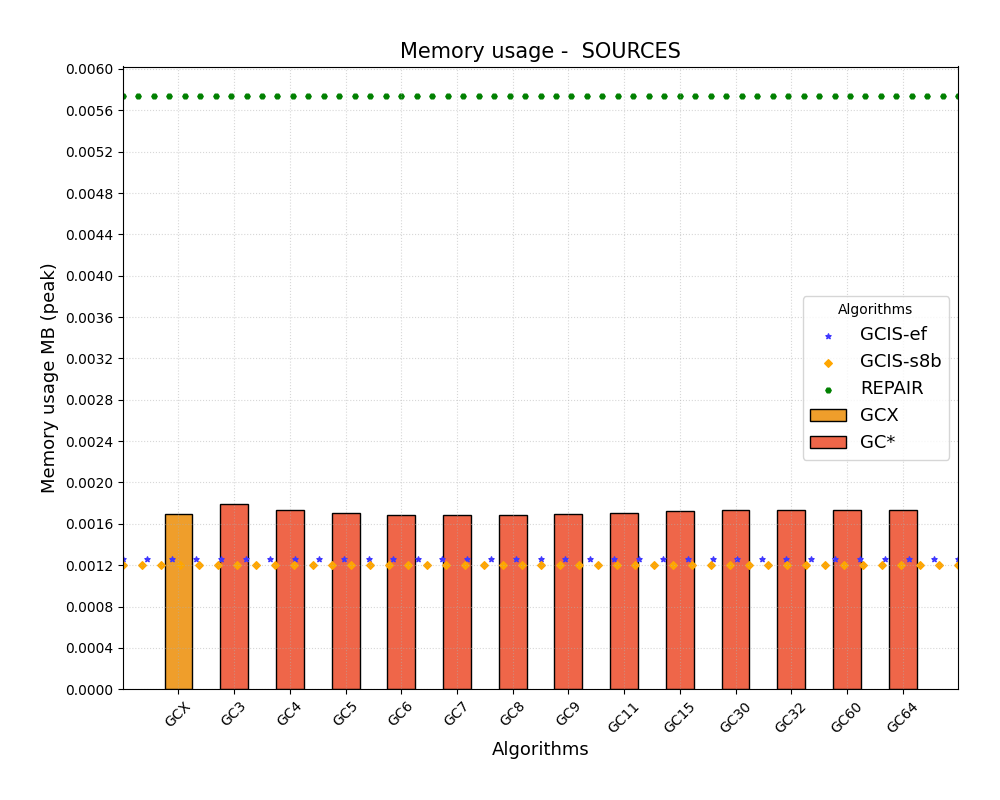 Memory usage -  SOURCES
Memory usage MB (peak)
0.0060
0.0056
0.0052
0.0048
0.0044
0.0040
0.0036
0.0032
0.0028
0.0024
0.0020
0.0016
0.0012
0.0008
0.0004
0.0000
Algorithms
GCIS-ef
GCIS-s8b
REPAIR
GCX
GC*
GCX GC3 GC4 GC5 GC6 GC7 GC8 GC9 GC11 GC15 GC30 GC32 GC60 GC64
Algorithms